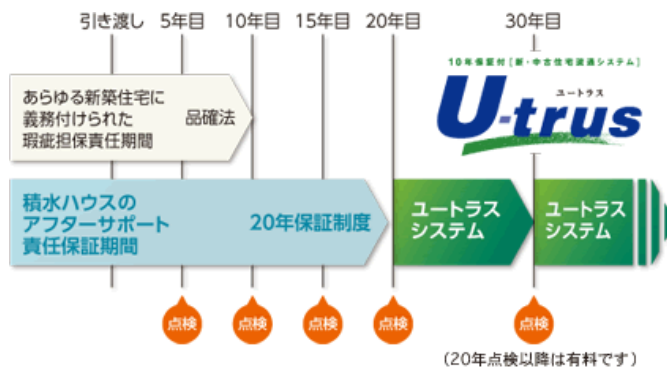 引き渡し 5年目 10年目 15年目 20年目 30年目
10年保証付[新・中古住宅流通システム]
ユートラス
U-trus
あらゆる新築住宅に
義務付けられた
瑕疵担保責任期間
品確法
積水ハウスの
アフターサポート
責任保証期間
20年保証制度
ユートラス
システム
ユートラス
システム
点検 点検 点検 点検 点検
(20年点検以降は有料です)